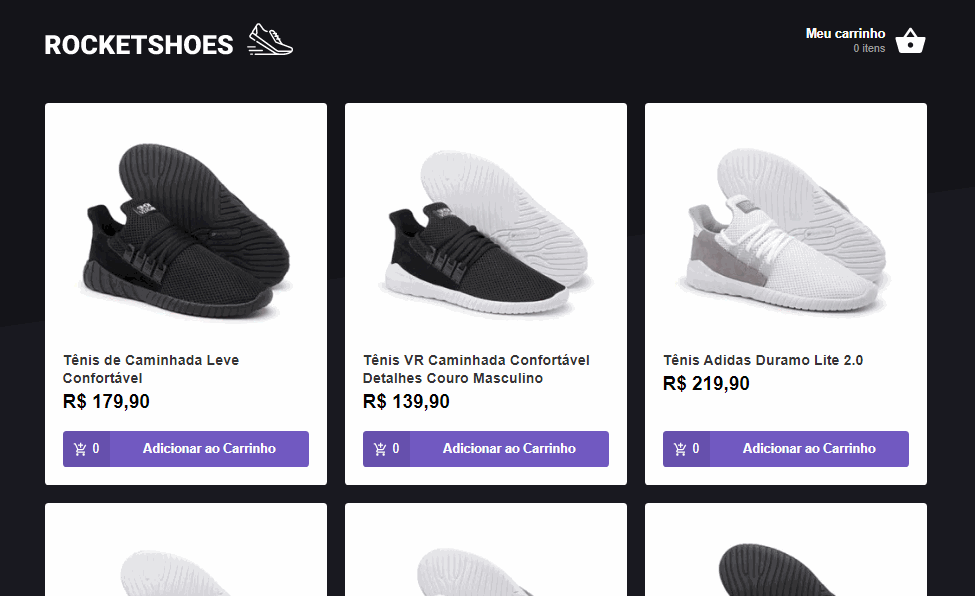 ROCKETSHOES
Meu carrinho
0 itens
Tênis de Caminhada Leve
Confortável
R$ 179,90
0 Adicionar ao Carrinho
Tênis VR Caminhada Confortável
Detalhes Couro Masculino
R$ 139,90
0 Adicionar ao Carrinho
Tênis Adidas Duramo Lite 2.0
R$ 219,90
0 Adicionar ao Carrinho